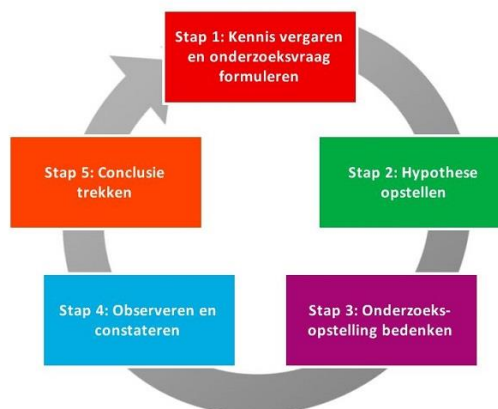 Stap 1: Kennis vergaren
en onderzoeksvraag
formuleren
Stap 2: Hypothese
opstellen
Stap 3: Onderzoeks-
opstelling bedenken
Stap 4: Observeren en
constateren
Stap 5: Conclusie
trekken